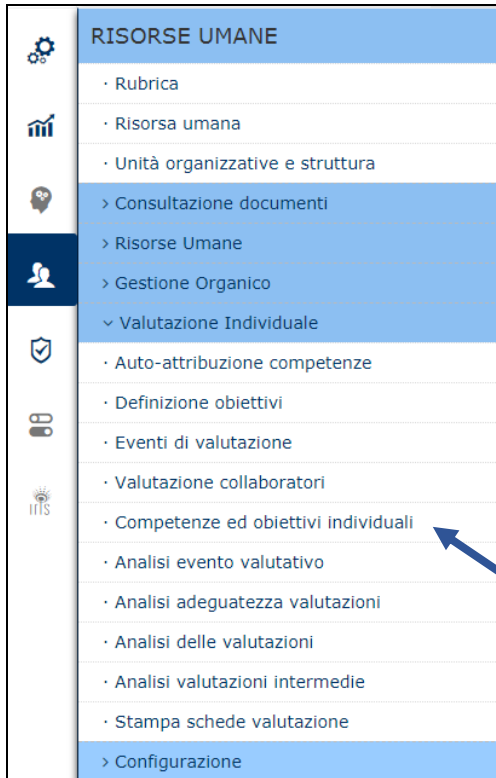 RISORSE UMANE
· Rubrica
· Risorsa umana
· Unità organizzative e struttura
> Consultazione documenti
> Risorse Umane
> Gestione Organico
˅ Valutazione Individuale
· Auto-attribuzione competenze
· Definizione obiettivi
· Eventi di valutazione
· Valutazione collaboratori
· Competenze ed obiettivi individuali
· Analisi evento valutativo
· Analisi adeguatezza valutazioni
· Analisi delle valutazioni
· Analisi valutazioni intermedie
· Stampa schede valutazione
> Configurazione
IrIS